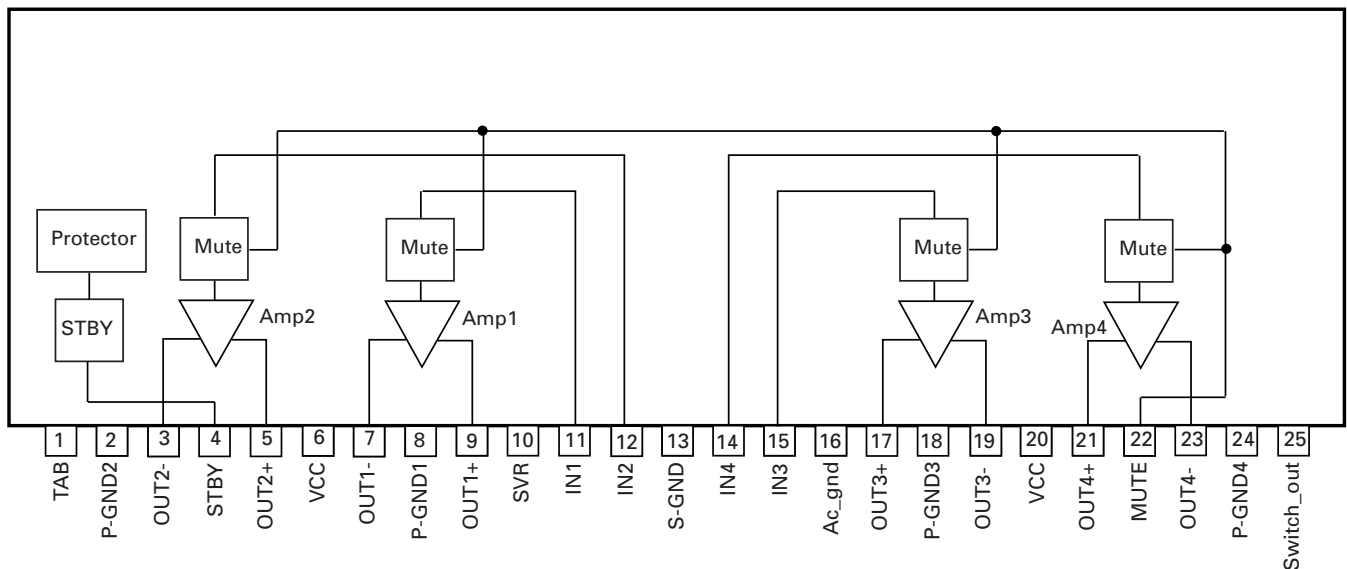 Protector
Mute
Mute
Mute
Mute
STBY
Amp2
Amp1
Amp3
Amp4
1
2
3
4
5
6
7
8
9
10
11
12
13
14
15
16
17
18
19
20
21
22
23
24
25
TAB
P-GND2
OUT2-
STBY
OUT2+
VCC
OUT1-
P-GND1
OUT1+
SVR
IN1
IN2
S-GND
IN4
IN3
Ac_gnd
OUT3+
P-GND3
OUT3-
VCC
OUT4+
MUTE
OUT4-
P-GND4
Switch_out